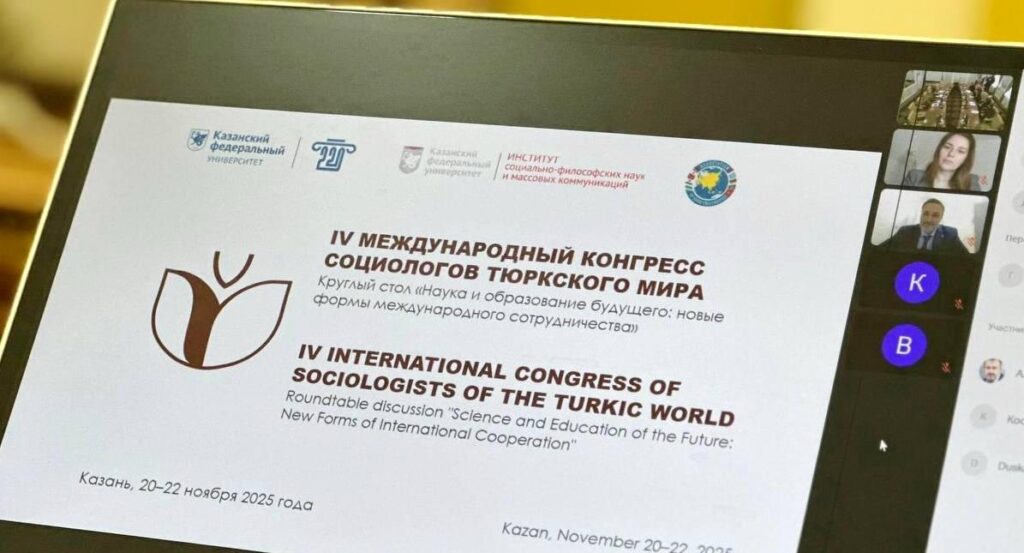 Казанский
федеральный
УНИВЕРСИТЕТ
Казанский
федеральный
университет
ИНСТИТУТ
социально-философских наук
и массовых коммуникаций
IV МЕЖДУНАРОДНЫЙ КОНГРЕСС
СОЦИОЛОГОВ ТЮРКСКОГО МИРА
Круглый стол «Наука и образование будущего: новые
формы международного сотрудничества»
IV INTERNATIONAL CONGRESS OF
SOCIOLOGISTS OF THE TURKIC WORLD
Roundtable discussion "Science and Education of the Future:
New Forms of International Cooperation"
Казань, 20–22 ноября 2025 года
Kazan, November 20–22, 2025
K
B